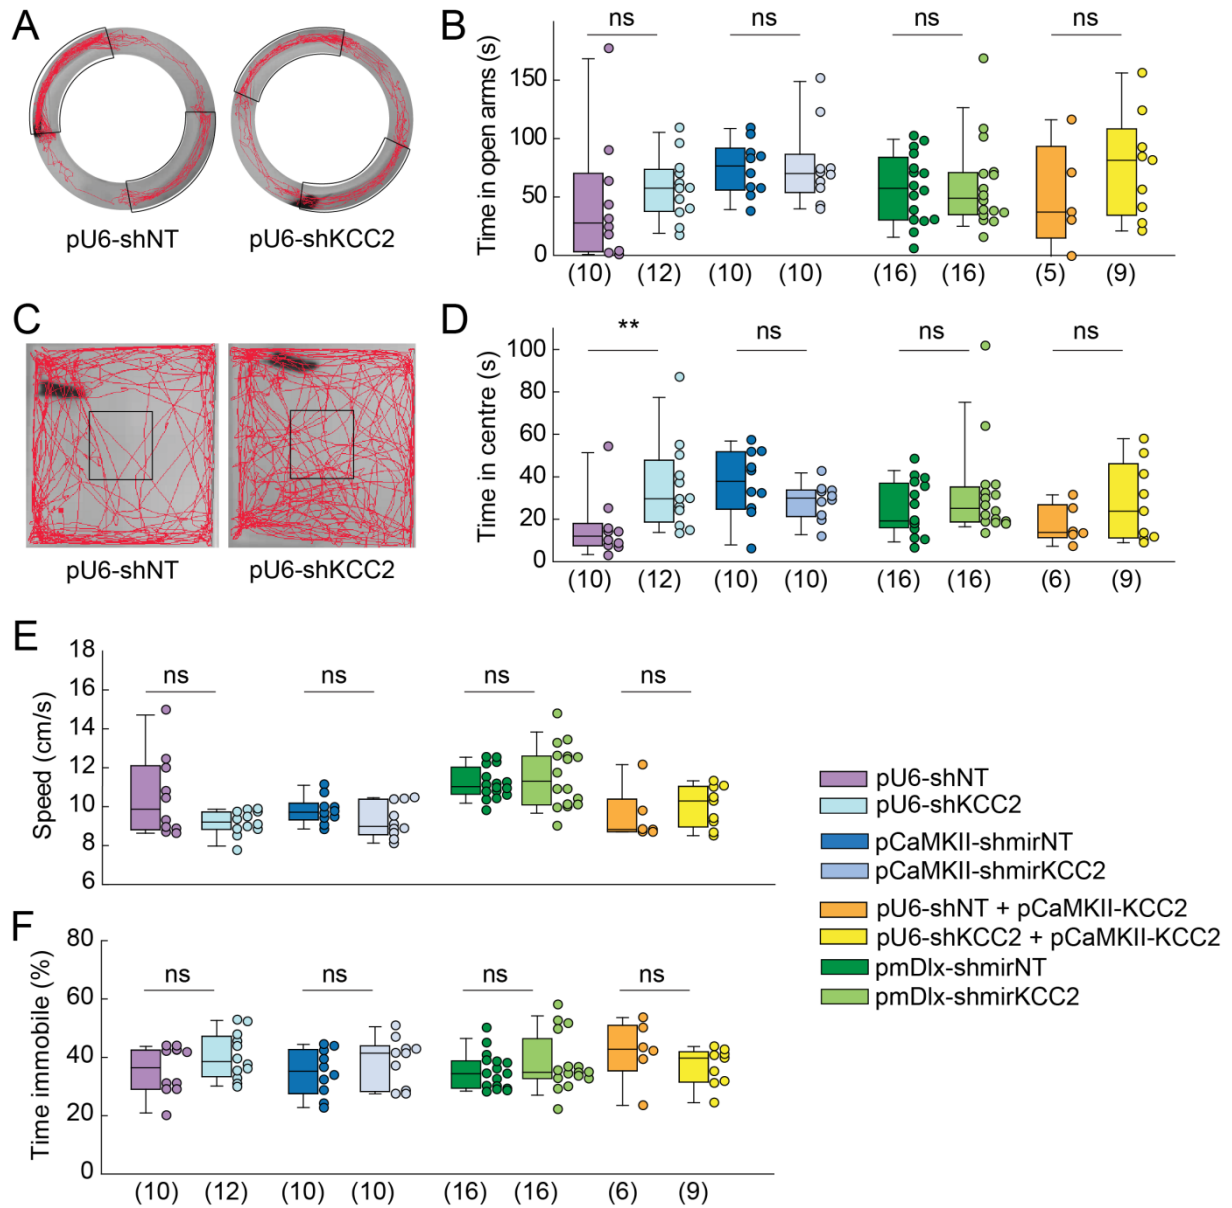 A
pU6-shNT
pU6-shKCC2
B
ns
ns
ns
ns
Time in open arms (s)
150
100
50
0
(10)
(12)
(10)
(10)
(16)
(16)
(5)
(9)
C
pU6-shNT
pU6-shKCC2
D
**
ns
ns
ns
Time in centre (s)
100
80
60
40
20
0
(10)
(12)
(10)
(10)
(16)
(16)
(6)
(9)
E
ns
ns
ns
ns
Speed (cm/s)
18
16
14
12
10
8
6
F
ns
ns
ns
ns
Time immobile (%)
80
60
40
20
0
(10)
(12)
(10)
(10)
(16)
(16)
(6)
(9)
pU6-shNT
pU6-shKCC2
pCaMKII-shmirNT
pCaMKII-shmirKCC2
pU6-shNT + pCaMKII-KCC2
pU6-shKCC2 + pCaMKII-KCC2
pmDlx-shmirNT
pmDlx-shmirKCC2